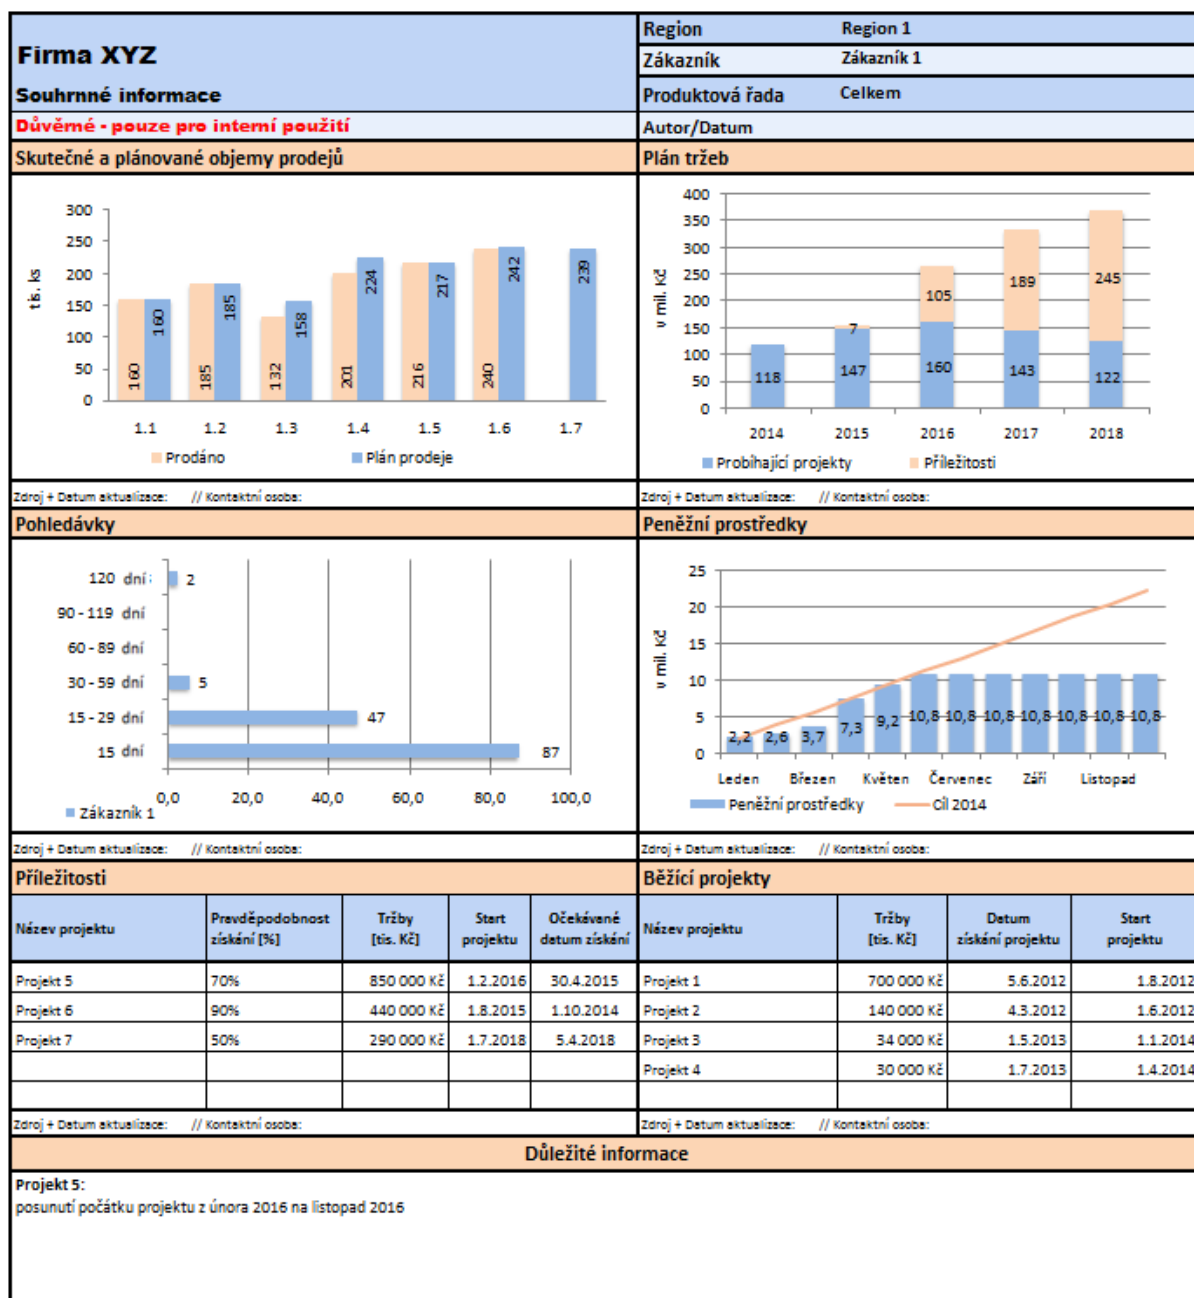 Firma XYZ
Souhrnné informace
Důvěrné - pouze pro interní použití
Region Region 1
Zákazník Zákazník 1
Produktová řada Celkem
Autor/Datum
Skutečné a plánované objemy prodejů
tis. ks
300
250
200
150
100
50
0
160 160 185 185 132 158 201 224 216 217 240 242 239
1.1 1.2 1.3 1.4 1.5 1.6 1.7
Prodáno Plán prodeje
Zdroj + Datum aktualizace: // Kontaktní osoba:
Plán tržeb
v mil. Kč
400
350
300
250
200
150
100
50
0
7 105 189 245
118 147 160 143 122
2014 2015 2016 2017 2018
Probíhající projekty Příležitosti
Zdroj + Datum aktualizace: // Kontaktní osoba:
Pohledávky
120 dní 2
90 - 119 dní
60 - 89 dní
30 - 59 dní 5
15 - 29 dní 47
15 dní 87
0,0 20,0 40,0 60,0 80,0 100,0
Zákazník 1
Zdroj + Datum aktualizace: // Kontaktní osoba:
Peněžní prostředky
v mil. Kč
25
20
15
10
5
0
2,2 2,6 3,7 7,3 9,2 10,8 10,8 10,8 10,8 10,8 10,8 10,8
Leden Březen Květen Červenec Září Listopad
Peněžní prostředky Cíl 2014
Zdroj + Datum aktualizace: // Kontaktní osoba:
Příležitosti
Název projektu Pravděpodobnost získání [%] Tržby [tis. Kč] Start projektu Očekávané datum získání
Projekt 5 70% 850 000 Kč 1.2.2016 30.4.2015
Projekt 6 90% 440 000 Kč 1.8.2015 1.10.2014
Projekt 7 50% 290 000 Kč 1.7.2018 5.4.2018
Zdroj + Datum aktualizace: // Kontaktní osoba:
Běžící projekty
Název projektu Tržby [tis. Kč] Datum získání projektu Start projektu
Projekt 1 700 000 Kč 5.6.2012 1.8.2012
Projekt 2 140 000 Kč 4.3.2012 1.6.2012
Projekt 3 34 000 Kč 1.5.2013 1.1.2014
Projekt 4 30 000 Kč 1.7.2013 1.4.2014
Zdroj + Datum aktualizace: // Kontaktní osoba:
Důležité informace
Projekt 5:
posunutí počátku projektu z února 2016 na listopad 2016